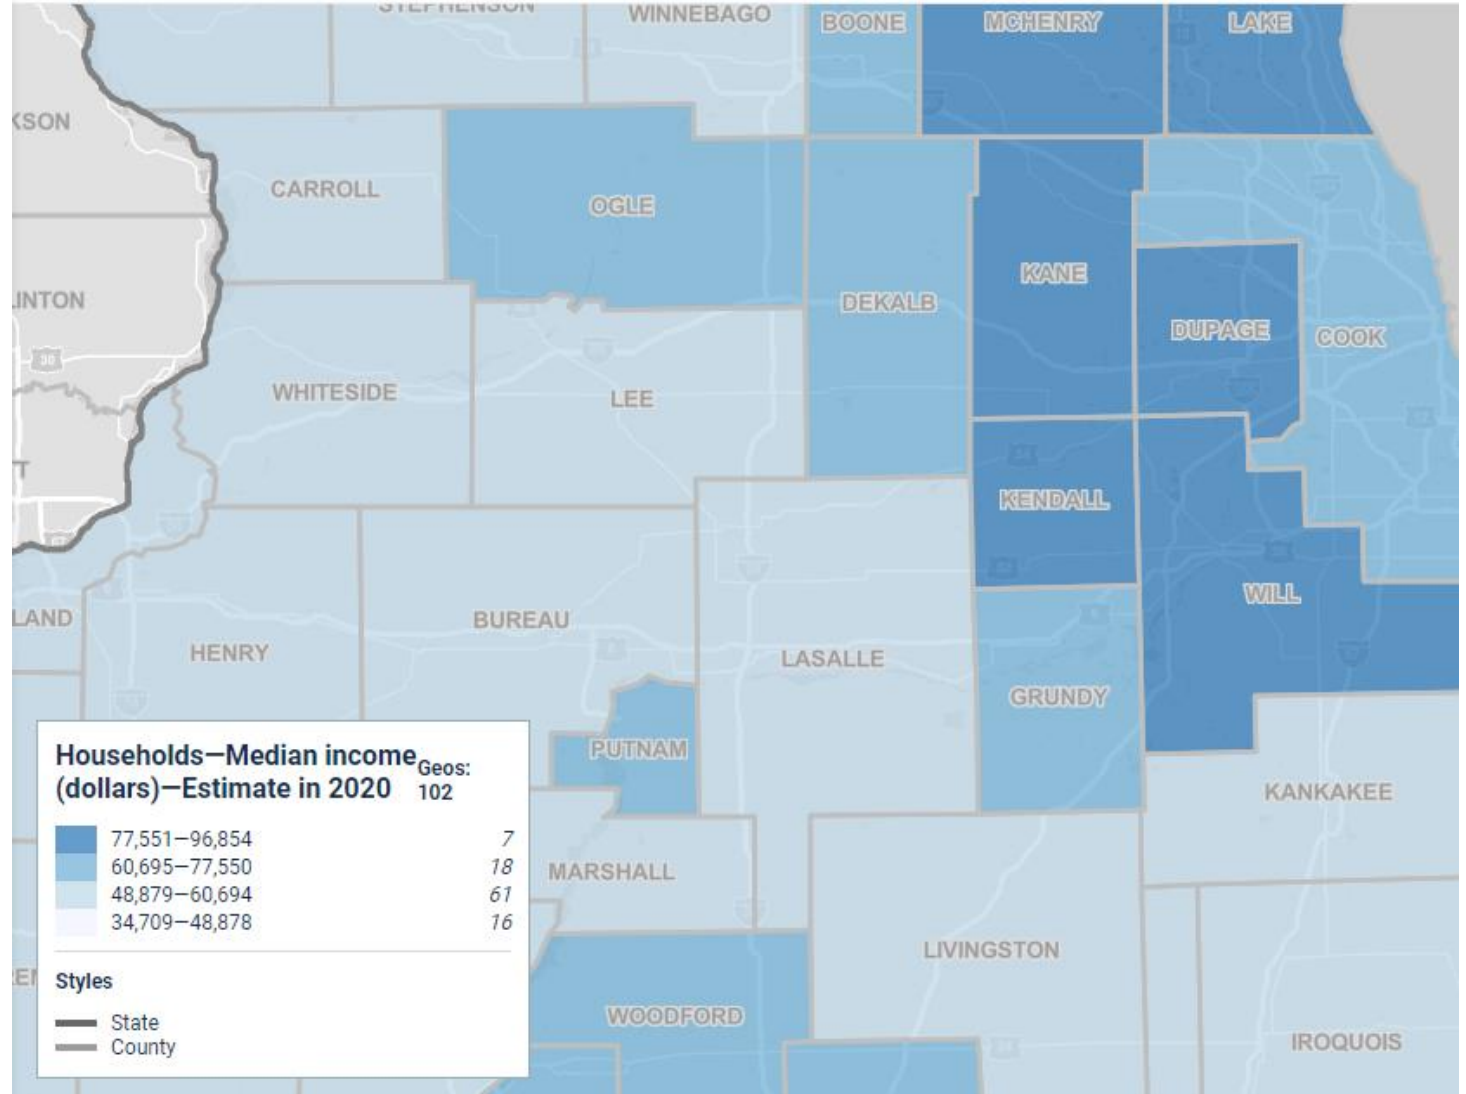 STEPHENSON
WINNEBAGO
BOONE
MCHENRY
LAKE
KSON
CARROLL
OGLE
KANE
INTON
DEKALB
DUPAGE
COOK
30
WHITESIDE
LEE
T
KENDALL
WILL
LAND
BUREAU
HENRY
LASALLE
GRUNDY
PUTNAM
KANKAKEE
MARSHALL
LIVINGSTON
WOODFORD
IROQUOIS
Households—Median income
(dollars)—Estimate in 2020
Geos:
102
77,551—96,854 7
60,695—77,550 18
48,879—60,694 61
34,709—48,878 16
Styles
State
County